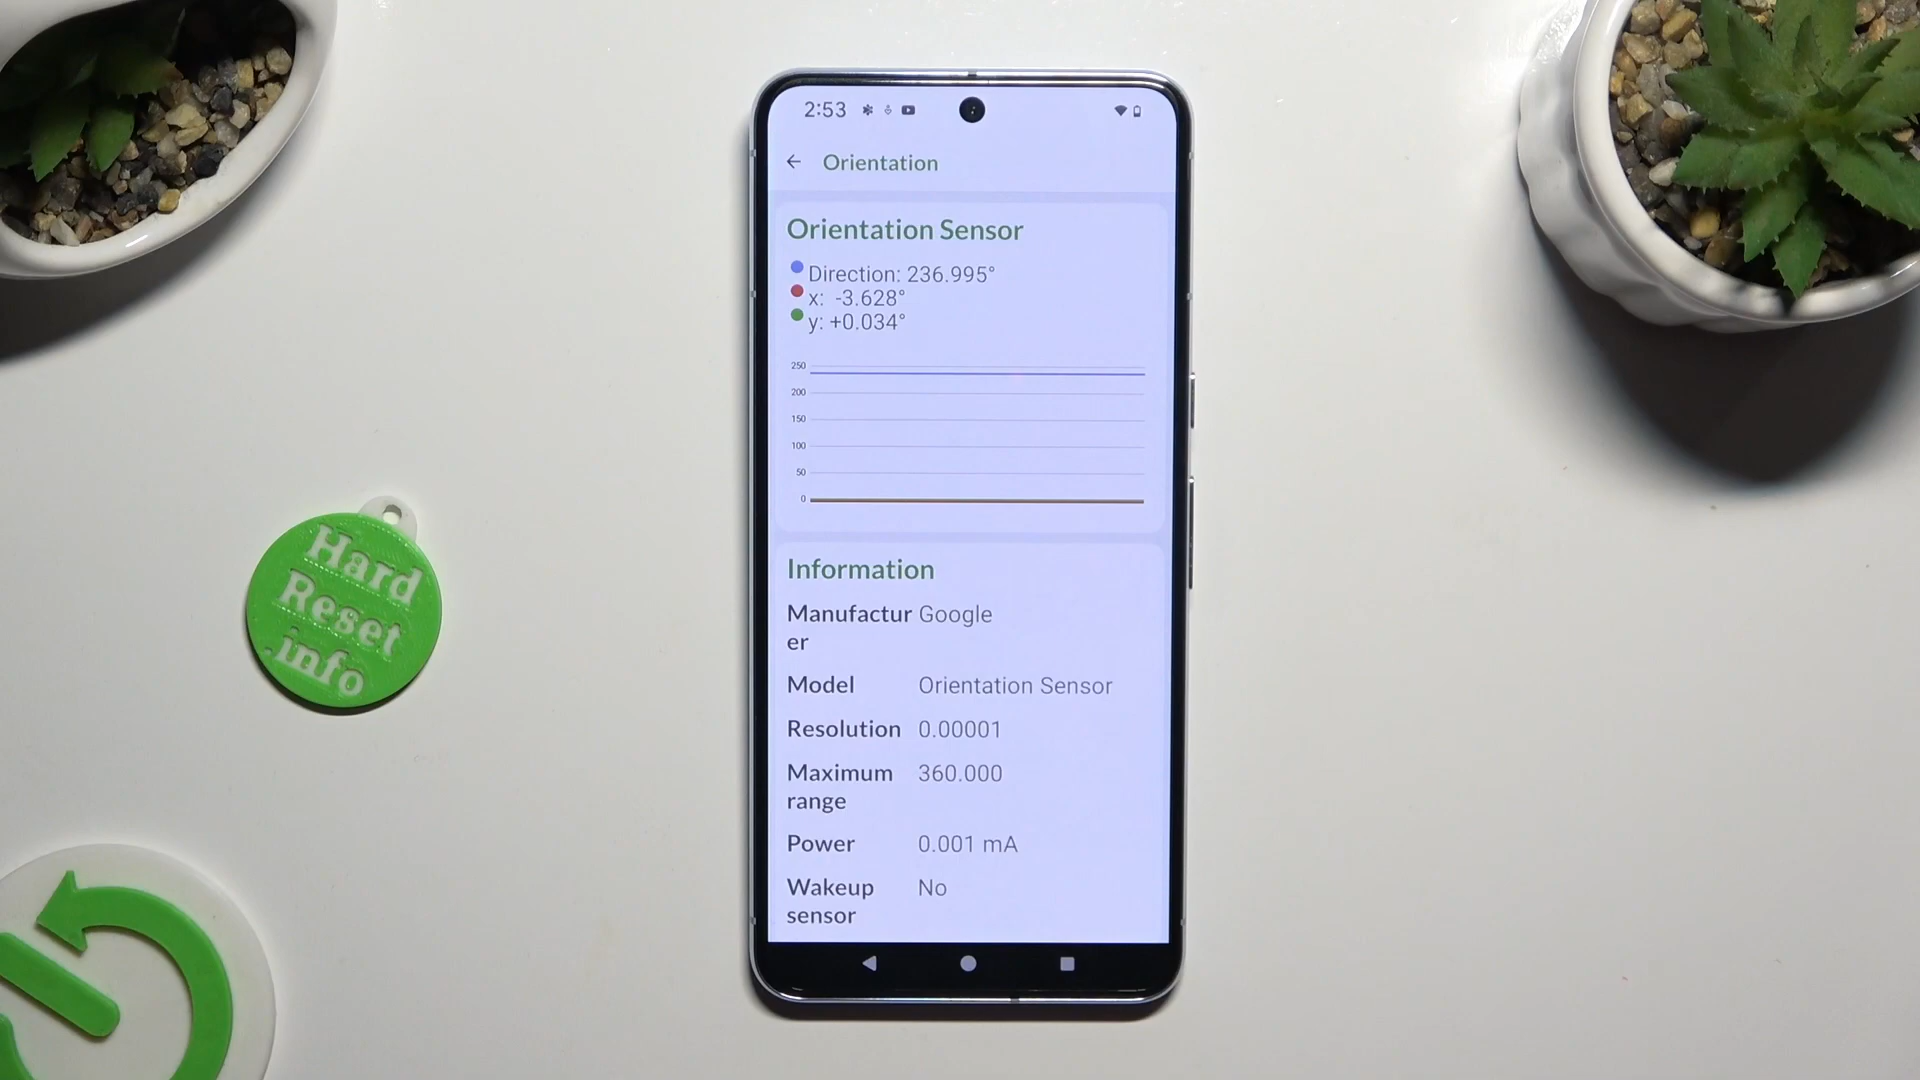 2:53
Orientation
Orientation Sensor
Direction: 236.995°
x: -3.628°
y: +0.034°
250
200
150
100
50
0
Information
Manufactur Google
er
Model Orientation Sensor
Resolution 0.00001
Maximum 360.000
range
Power 0.001 mA
Wakeup No
sensor
Hard
Reset
.info